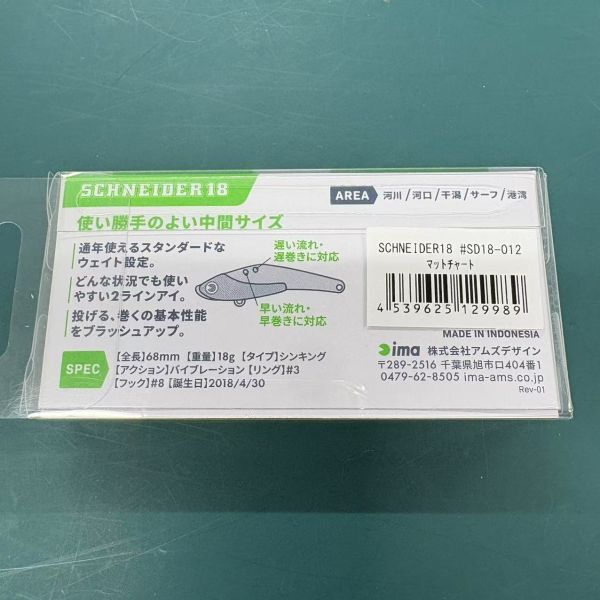 SCHNEIDER18
AREA 河川/河口/干潟/サーフ/港湾
使い勝手のよい中間サイズ
通年使えるスタンダードな
ウェイト設定。
どんな状況でも使い
やすい2ラインアイ。
投げる、巻くの基本性能
をブラッシュアップ。
遅い流れ・
遅巻きに対応
早い流れ・
早巻きに対応
SCHNEIDER18 #SD18-012
マットチャート
4 539625 129989
MADE IN INDONESIA
SPEC
【全長】68mm 【重量】18g 【タイプ】シンキング
【アクション】バイブレーション 【リング】#3
【フック】#8 【誕生日】2018/4/30
ima 株式会社アムズデザイン
〒289-2516 千葉県旭市ロ404番1
0479-62-8505 ima-ams.co.jp
Rev-01